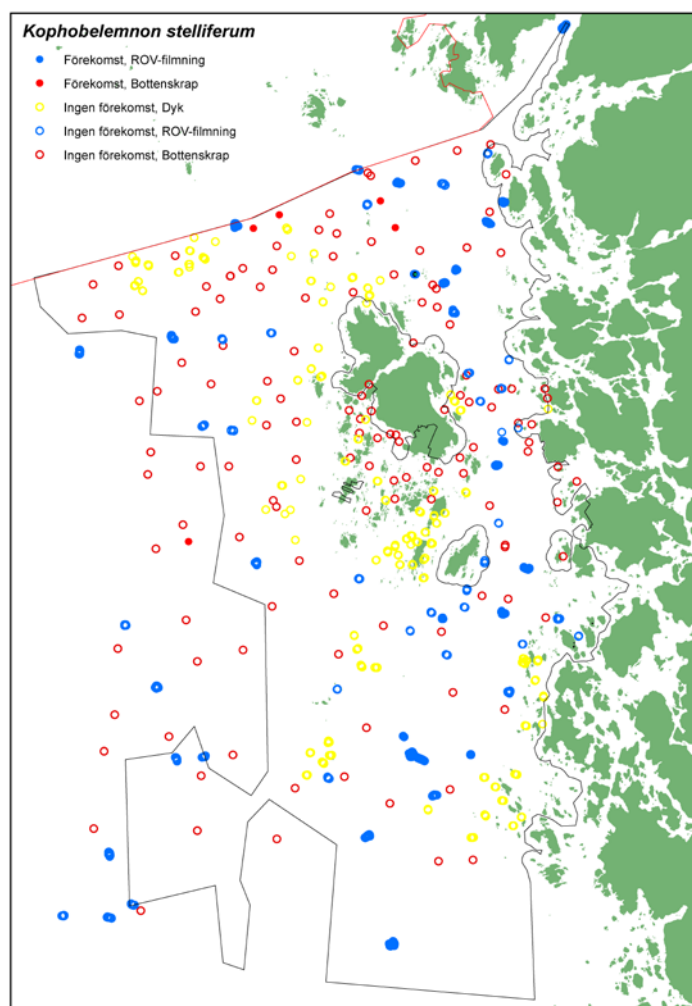 Kophobelemnon stelliferum
Förekomst, ROV-filmning
Förekomst, Bottenskrap
Ingen förekomst, Dyk
Ingen förekomst, ROV-filmning
Ingen förekomst, Bottenskrap